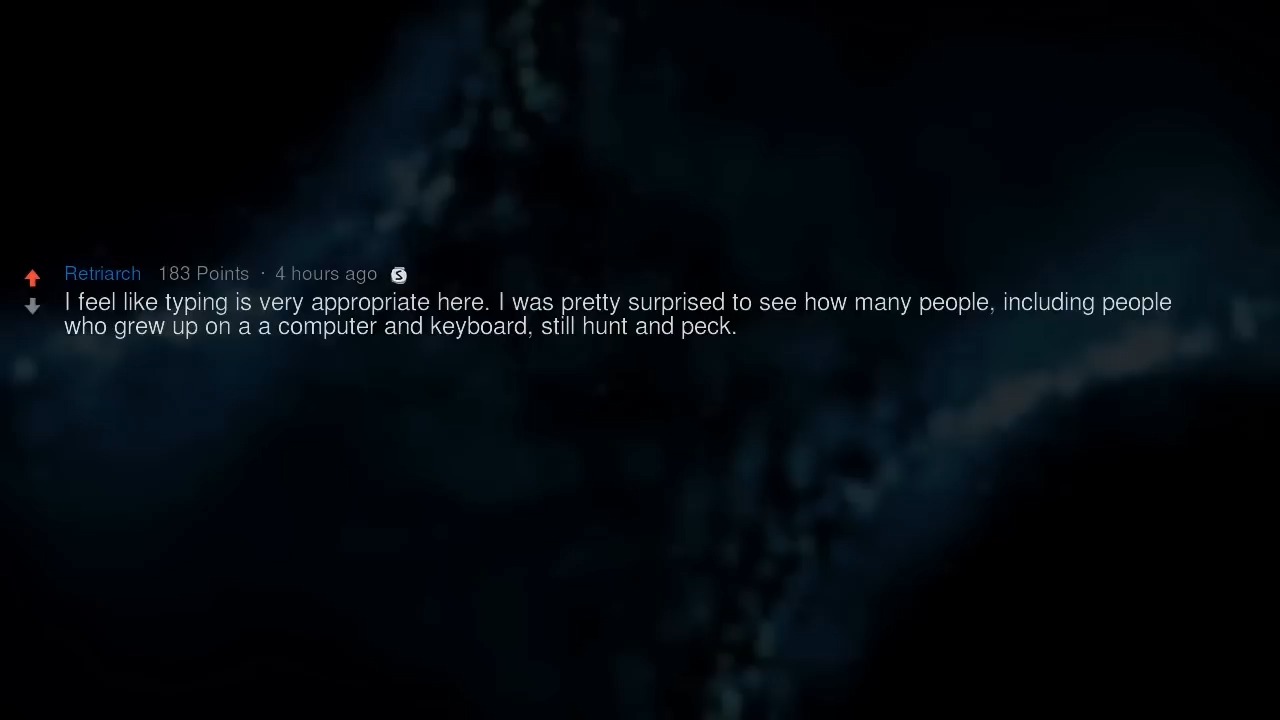 Retriarch 183 Points · 4 hours ago S
I feel like typing is very appropriate here. I was pretty surprised to see how many people, including people
who grew up on a a computer and keyboard, still hunt and peck.